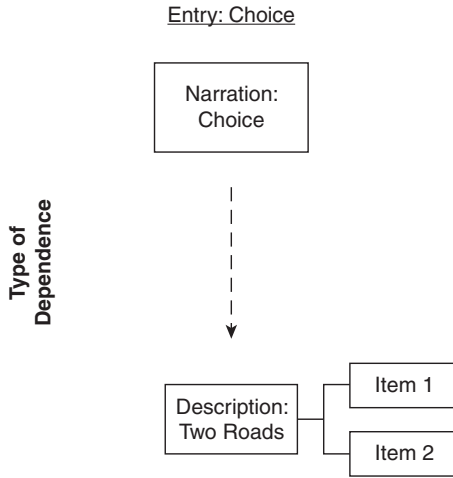 Entry: Choice
Narration:
Choice
Type of
Dependence
Description:
Two Roads
Item 1
Item 2